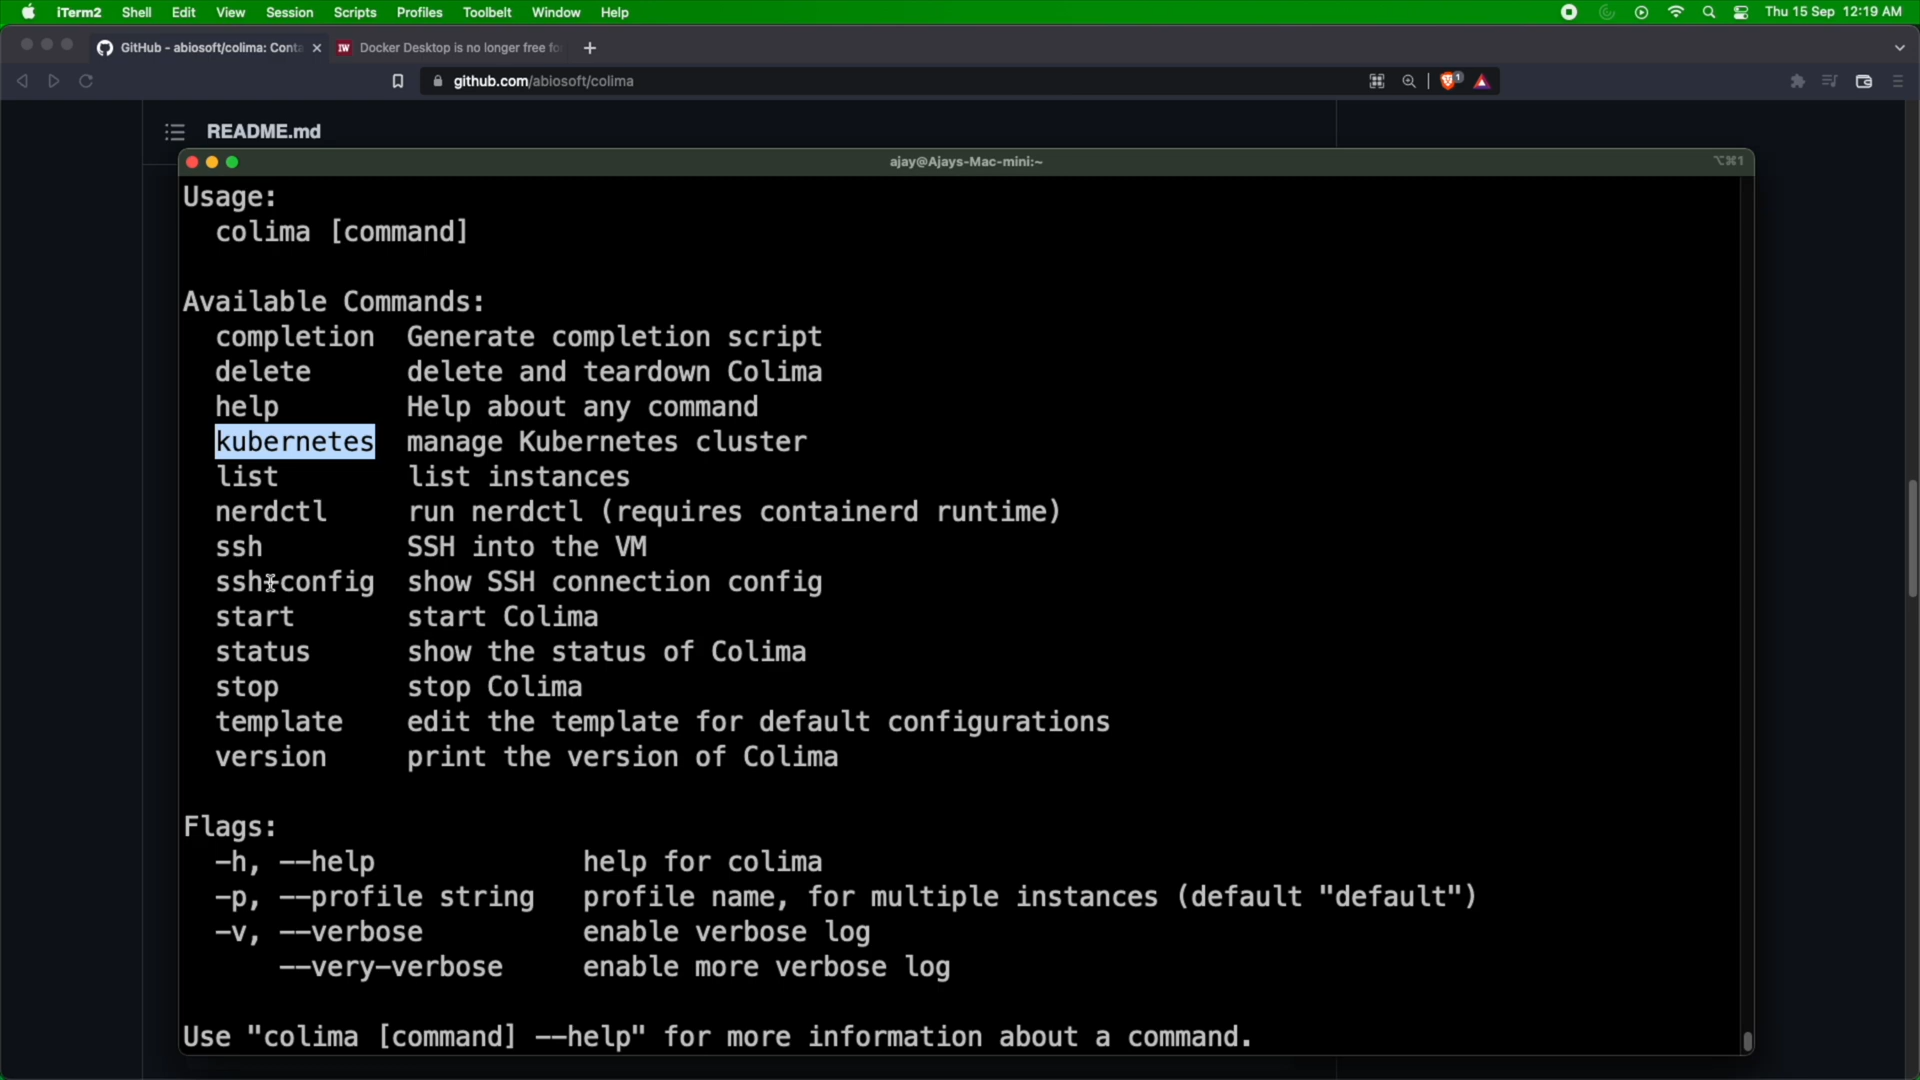 iTerm2 Shell Edit View Session Scripts Profiles Toolbelt Window Help Thu 15 Sep 12:19 AM
GitHub - abiosoft/colima: Conta IW Docker Desktop is no longer free fo
github.com/abiosoft/colima 1
README.md
ajay@Ajays-Mac-mini:~ ⌥⌘1
Usage:
colima [command]
Available Commands:
completion Generate completion script
delete delete and teardown Colima
help Help about any command
kubernetes manage Kubernetes cluster
list list instances
nerdctl run nerdctl (requires containerd runtime)
ssh SSH into the VM
ssh-config show SSH connection config
start start Colima
status show the status of Colima
stop stop Colima
template edit the template for default configurations
version print the version of Colima
Flags:
-h, --help help for colima
-p, --profile string profile name, for multiple instances (default "default")
-v, --verbose enable verbose log
--very-verbose enable more verbose log
Use "colima [command] --help" for more information about a command.